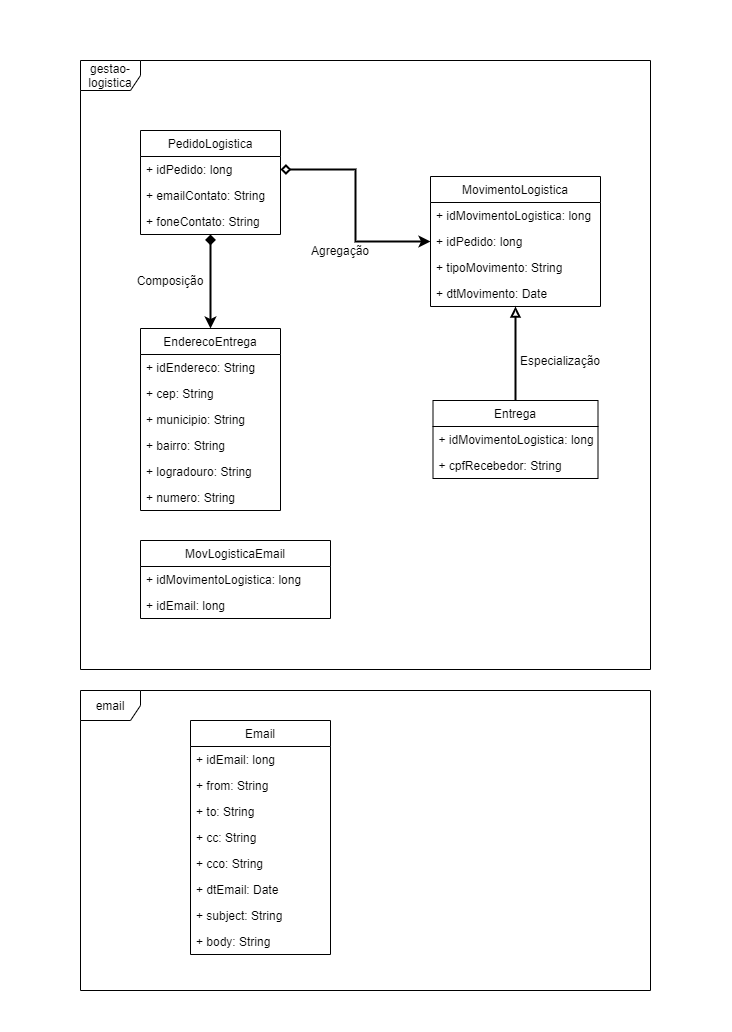 gestao-
logistica
PedidoLogistica
+ idPedido: long
+ emailContato: String
+ foneContato: String
MovimentoLogistica
+ idMovimentoLogistica: long
+ idPedido: long
+ tipoMovimento: String
+ dtMovimento: Date
Agregação
Composição
EnderecoEntrega
+ idEndereco: String
+ cep: String
+ municipio: String
+ bairro: String
+ logradouro: String
+ numero: String
Especialização
Entrega
+ idMovimentoLogistica: long
+ cpfRecebedor: String
MovLogisticaEmail
+ idMovimentoLogistica: long
+ idEmail: long
email
Email
+ idEmail: long
+ from: String
+ to: String
+ cc: String
+ cco: String
+ dtEmail: Date
+ subject: String
+ body: String